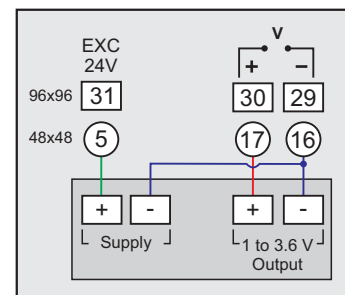 EXC
24V
V
+ −
96x96 31 30 29
48x48 5 17 16
+ - + -
Supply 1 to 3.6 V
Output